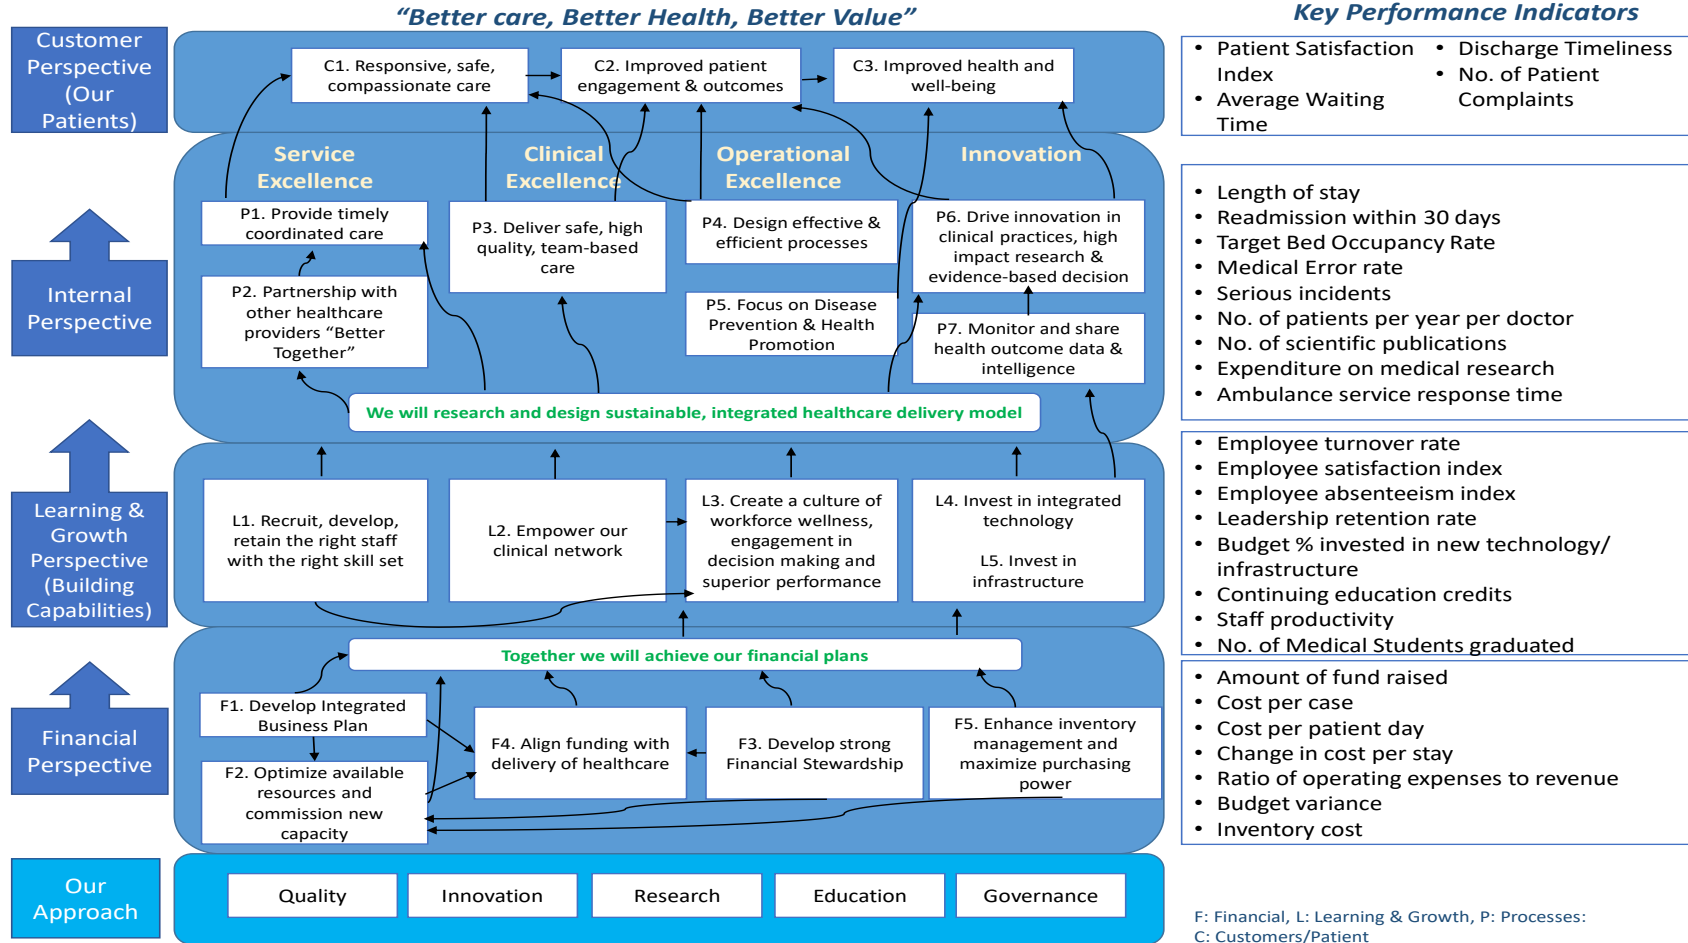 “Better care, Better Health, Better Value”
Key Performance Indicators
Customer
Perspective
(Our
Patients)
C1. Responsive, safe,
compassionate care
C2. Improved patient
engagement & outcomes
C3. Improved health and
well-being
• Patient Satisfaction
Index
• Average Waiting
Time
• Discharge Timeliness
• No. of Patient
Complaints
Internal
Perspective
Service
Excellence
Clinical
Excellence
Operational
Excellence
Innovation
P1. Provide timely
coordinated care
P2. Partnership with
other healthcare
providers “Better
Together”
P3. Deliver safe, high
quality, team-based
care
P4. Design effective &
efficient processes
P5. Focus on Disease
Prevention & Health
Promotion
P6. Drive innovation in
clinical practices, high
impact research &
evidence-based decision
P7. Monitor and share
health outcome data &
intelligence
We will research and design sustainable, integrated healthcare delivery model
• Length of stay
• Readmission within 30 days
• Target Bed Occupancy Rate
• Medical Error rate
• Serious incidents
• No. of patients per year per doctor
• No. of scientific publications
• Expenditure on medical research
• Ambulance service response time
Learning &
Growth
Perspective
(Building
Capabilities)
L1. Recruit, develop,
retain the right staff
with the right skill set
L2. Empower our
clinical network
L3. Create a culture of
workforce wellness,
engagement in
decision making and
superior performance
L4. Invest in integrated
technology
L5. Invest in
infrastructure
• Employee turnover rate
• Employee satisfaction index
• Employee absenteeism index
• Leadership retention rate
• Budget % invested in new technology/
infrastructure
• Continuing education credits
• Staff productivity
• No. of Medical Students graduated
Financial
Perspective
Together we will achieve our financial plans
F1. Develop Integrated
Business Plan
F2. Optimize available
resources and
commission new
capacity
F4. Align funding with
delivery of healthcare
F3. Develop strong
Financial Stewardship
F5. Enhance inventory
management and
maximize purchasing
power
• Amount of fund raised
• Cost per case
• Cost per patient day
• Change in cost per stay
• Ratio of operating expenses to revenue
• Budget variance
• Inventory cost
Our
Approach
Quality
Innovation
Research
Education
Governance
F: Financial, L: Learning & Growth, P: Processes:
C: Customers/Patient